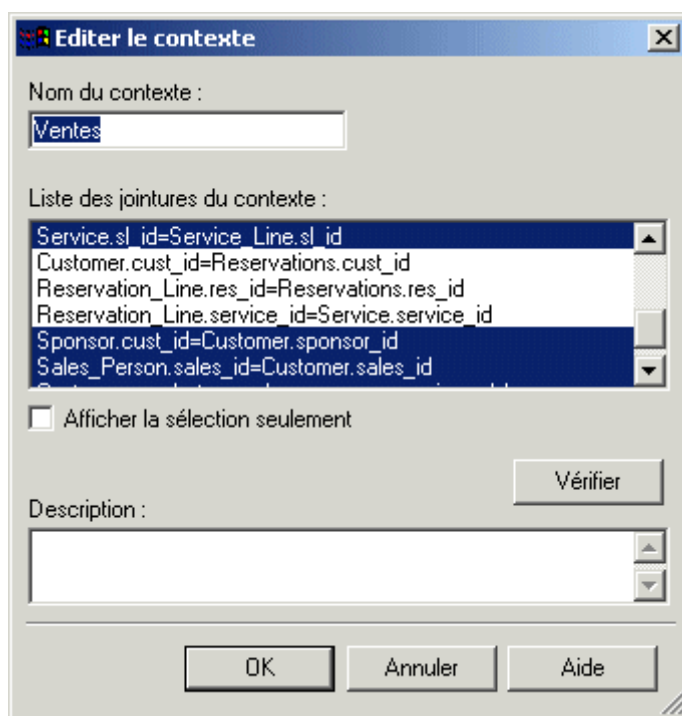 Editer le contexte
Nom du contexte :
Ventes
Liste des jointures du contexte :
Service.sl_id=Service_Line.sl_id
Customer.cust_id=Reservations.cust_id
Reservation_Line.res_id=Reservations.res_id
Reservation_Line.service_id=Service.service_id
Sponsor.cust_id=Customer.sponsor_id
Sales_Person.sales_id=Customer.sales_id
Afficher la sélection seulement
Vérifier
Description :
OK Annuler Aide